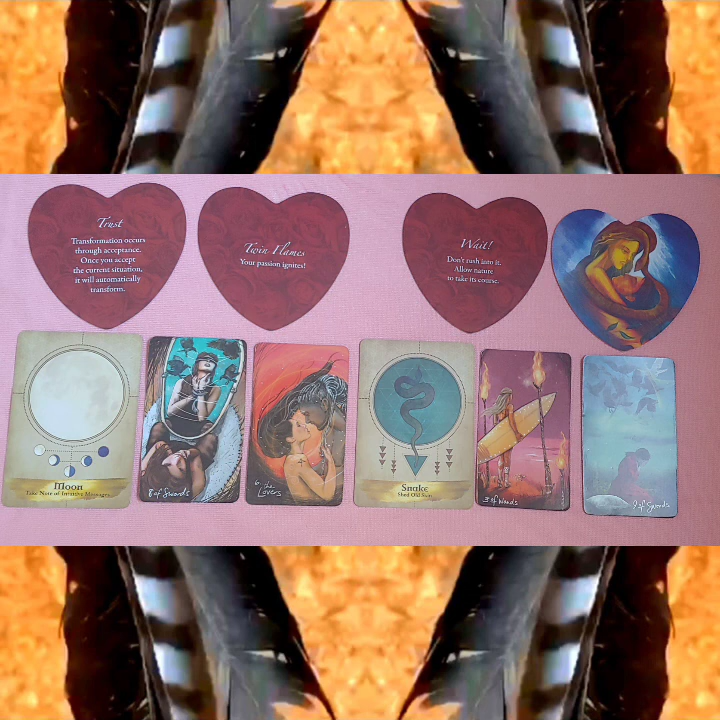 Trust
Transformation occurs
through acceptance.
Once you accept
the current situation,
it will automatically
transform.
Twin Flames
Your passion ignites!
Wait!
Don't rush into it.
Allow nature
to take its course.
Moon
Take Note of Intuitive Messages
8 of Swords
6. The
Lovers
Snake
Shed Old Skin
3 of Wands
9 of Swords